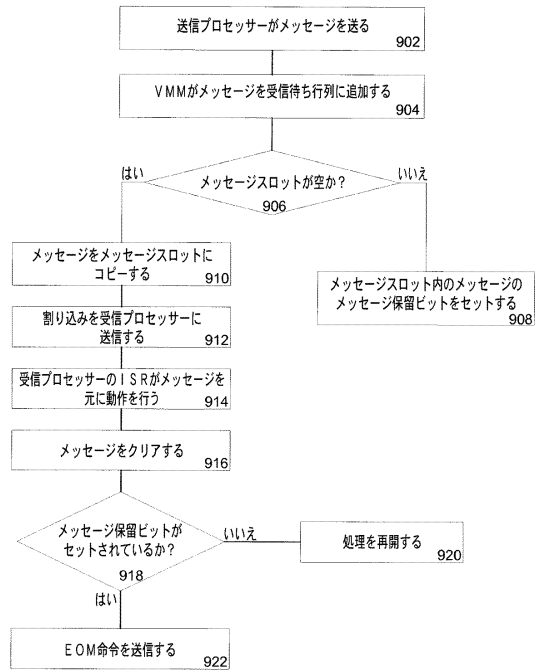 送信プロセッサーがメッセージを送る
902
VMMがメッセージを受信待ち行列に追加する
904
はい
メッセージスロットが空か?
いいえ
906
メッセージをメッセージスロットに
コピーする
910
メッセージスロット内のメッセージの
メッセージ保留ビットをセットする
908
割り込みを受信プロセッサーに
送信する
912
受信プロセッサーのISRがメッセージを
元に動作を行う
914
メッセージをクリアする
916
メッセージ保留ビットが
セットされているか?
いいえ
918
処理を再開する
920
はい
EOM命令を送信する
922